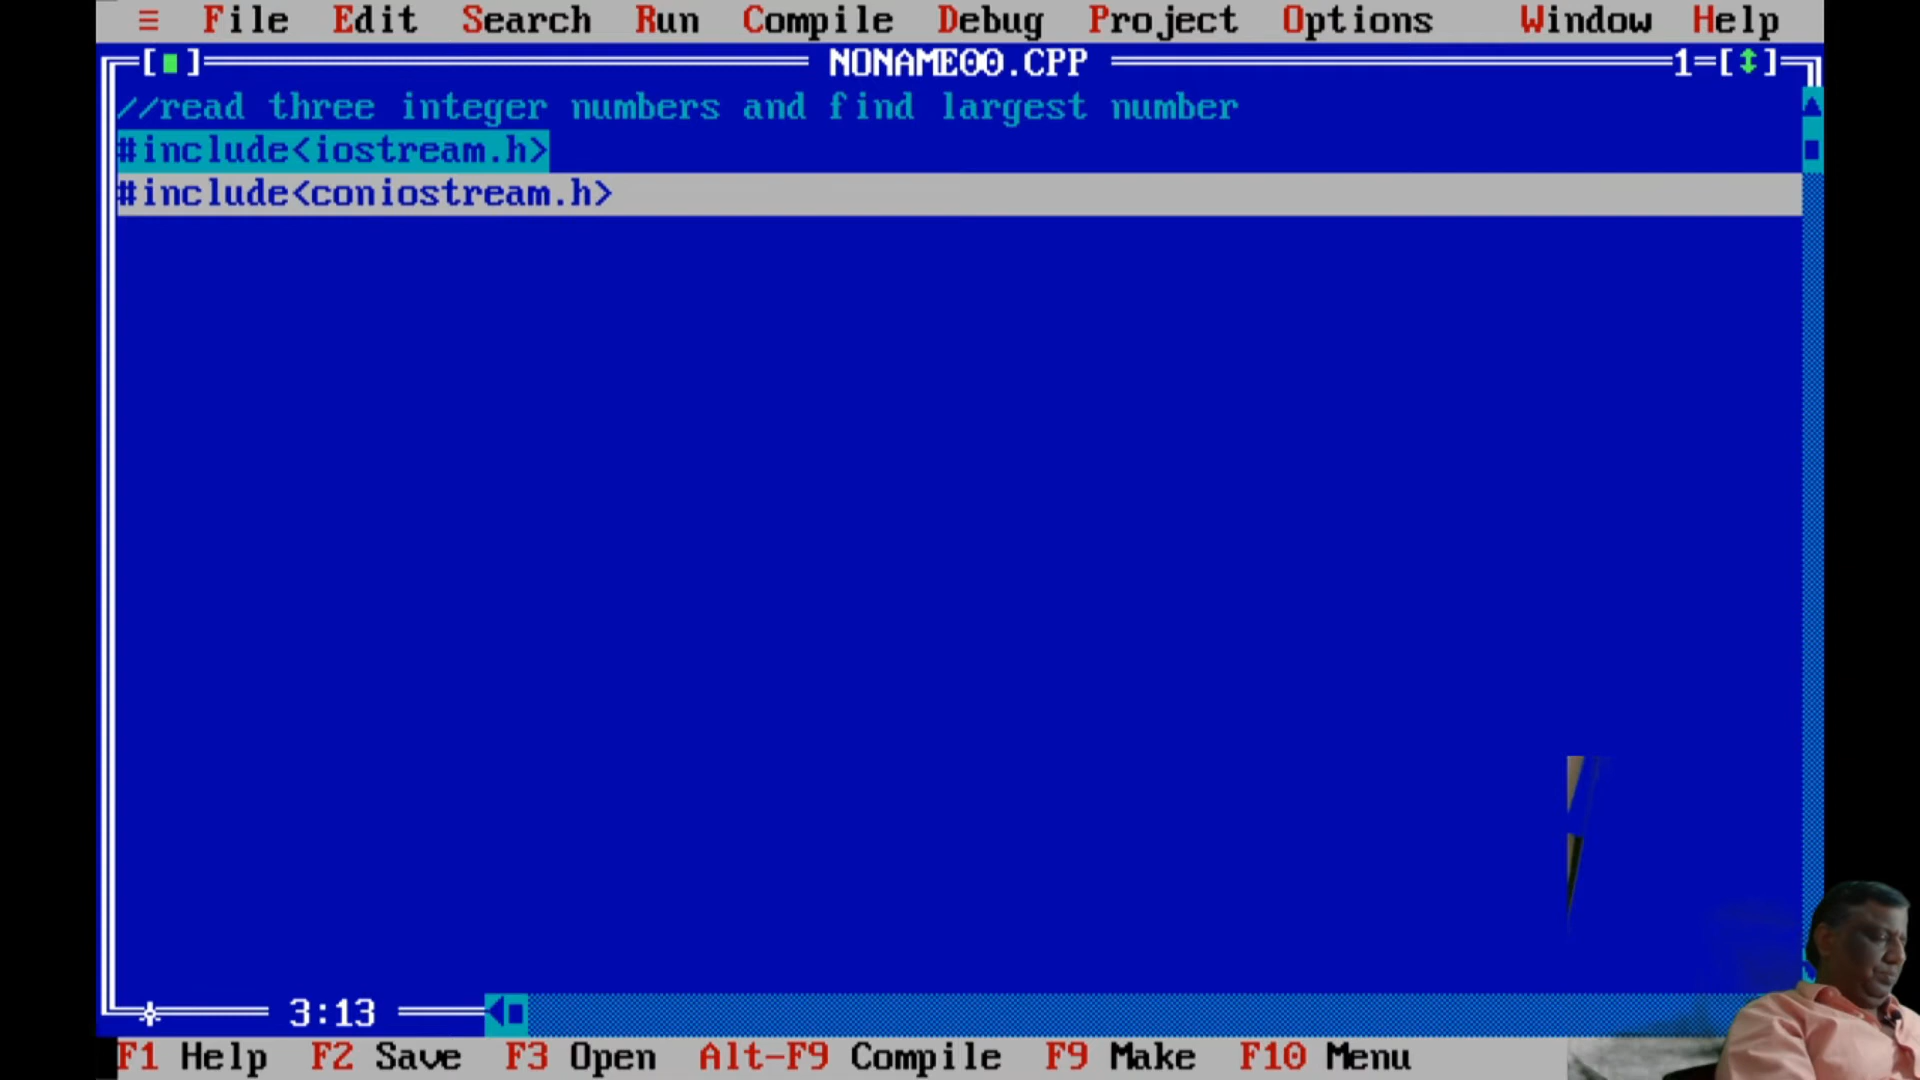 ≡ File Edit Search Run Compile Debug Project Options Window Help
[■] NONAME00.CPP 1=[↕]
//read three integer numbers and find largest number
#include<iostream.h>
#include<coniostream.h>
3:13
F1 Help F2 Save F3 Open Alt-F9 Compile F9 Make F10 Menu